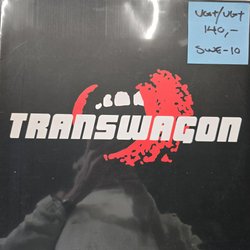 VG+/VG+
140,-
SWE-10
TRANSWAGON